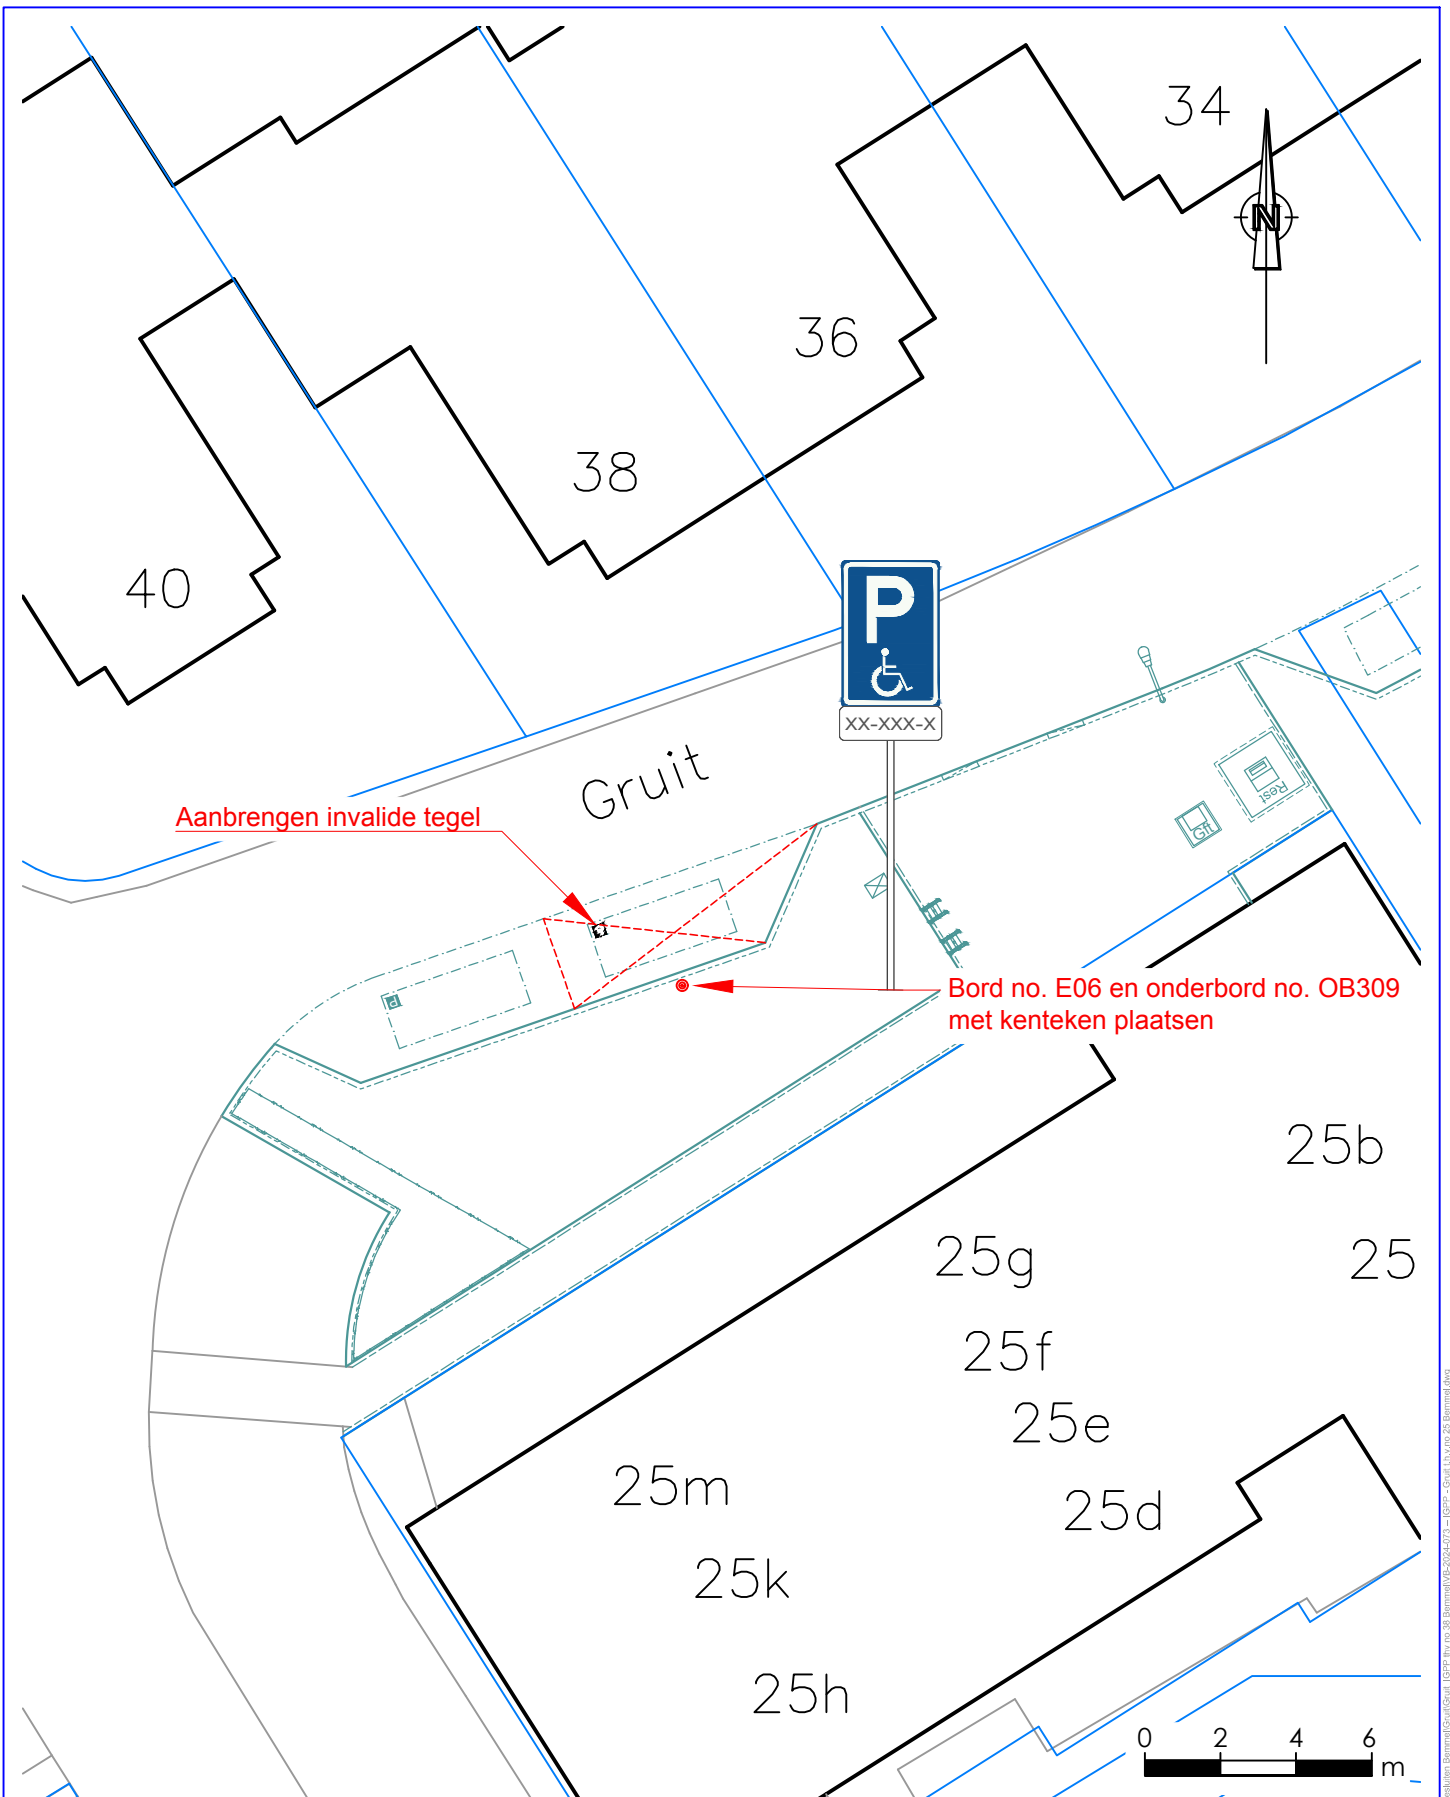 34
N
36
38
40
P
XX-XXX-X
Gruit
Rest
Gft
Aanbrengen invalide tegel
P
Bord no. E06 en onderbord no. OB309
met kenteken plaatsen
25b
25g
25
25f
25e
25m
25d
25k
25h
0 2 4 6
m